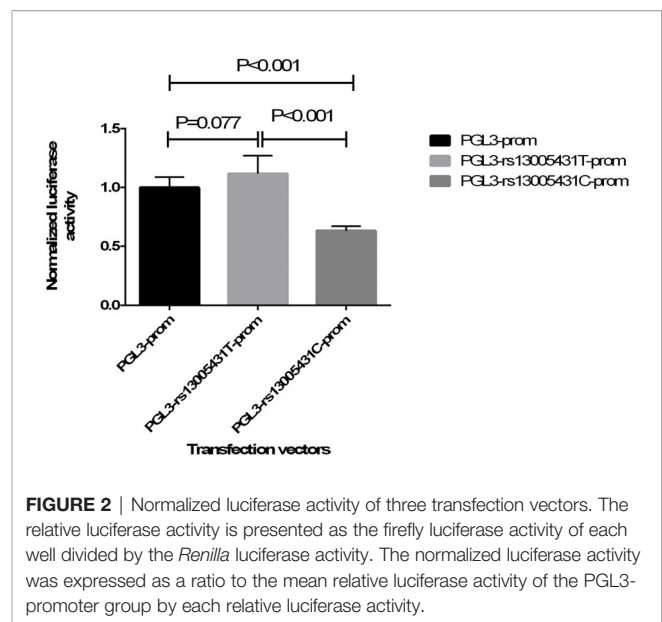 P<0.001
P=0.077
P<0.001
1.5
1.0
0.5
0.0
Normalized luciferase
activity
PGL3-prom
PGL3-rs13005431T-prom
PGL3-rs13005431C-prom
PGL3-prom
PGL3-rs13005431T-prom
PGL3-rs13005431C-prom
Transfection vectors
FIGURE 2 | Normalized luciferase activity of three transfection vectors. The
relative luciferase activity is presented as the firefly luciferase activity of each
well divided by the Renilla luciferase activity. The normalized luciferase activity
was expressed as a ratio to the mean relative luciferase activity of the PGL3-
promoter group by each relative luciferase activity.